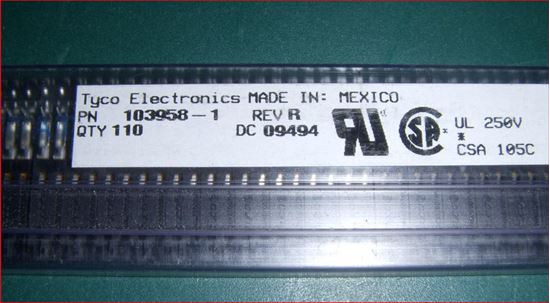 Tyco Electronics MADE IN: MEXICO
PN 103958-1 REV R
QTY 110 DC 09494
UL 250V
*
CSA 105C